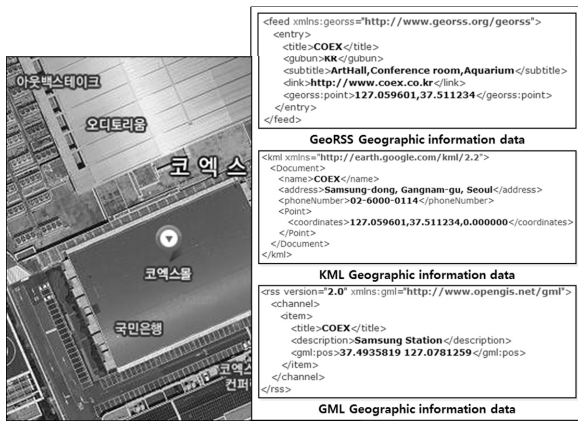 아웃백스테이크
오디토리움
코엑스
코엑스몰
국민은행
코엑스
컨퍼
<feed xmlns:georss="http://www.georss.org/georss">
<entry>
<title>COEX</title>
<gubun>KR</gubun>
<subtitle>ArtHall,Conference room,Aquarium</subtitle>
<link>http://www.coex.co.kr</link>
<georss:point>127.059601,37.511234</georss:point>
</entry>
</feed>
GeoRSS Geographic information data
<kml xmlns="http://earth.google.com/kml/2.2">
<Document>
<name>COEX</name>
<address>Samsung-dong, Gangnam-gu, Seoul</address>
<phoneNumber>02-6000-0114</phoneNumber>
<Point>
<coordinates>127.059601,37.511234,0.000000</coordinates>
</Point>
</Document>
</kml>
KML Geographic information data
<rss version="2.0" xmlns:gml="http://www.opengis.net/gml">
<channel>
<item>
<title>COEX</title>
<description>Samsung Station</description>
<gml:pos>37.4935819 127.0781259</gml:pos>
</item>
</channel>
</rss>
GML Geographic information data